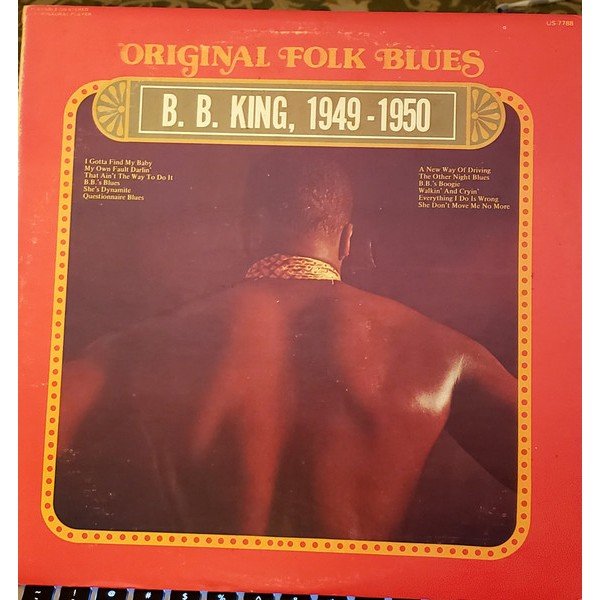 US-7788
ORIGINAL FOLK BLUES
B. B. KING, 1949 - 1950
I Gotta Find My Baby
My Own Fault Darlin'
That Ain't The Way To Do It
B.B.'s Blues
She's Dynamite
Questionnaire Blues
A New Way Of Driving
The Other Night Blues
B.B.'s Boogie
Walkin' And Cryin'
Everything I Do Is Wrong
She Don't Move Me No More
~ ! @ # $ % ^ & * ( )